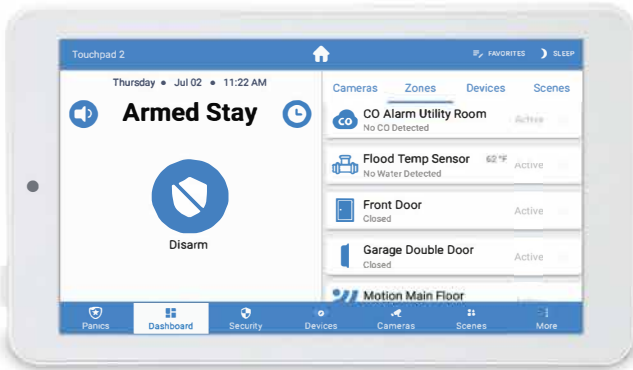 Touchpad 2
FAVORITES
SLEEP
Thursday • Jul 02 • 11:22 AM
Armed Stay
Disarm
Cameras Zones Devices Scenes
CO
CO Alarm Utility Room
No CO Detected
Active
Flood Temp Sensor 62 °F
No Water Detected
Active
Front Door
Closed
Active
Garage Double Door
Closed
Active
Motion Main Floor
Panics
Dashboard
Security
Devices
Cameras
Scenes
More